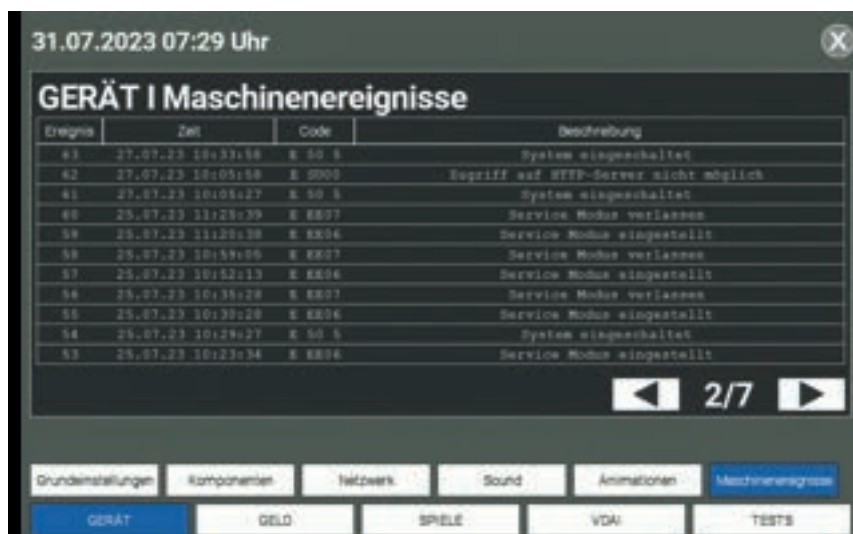 31.07.2023 07:29 Uhr
X
GERÄT | Maschinenereignisse
Ereignis Zeit Code Beschreibung
63 27.07.23 10:33:58 E 50 5 System eingeschaltet
62 27.07.23 10:05:58 Zugriff auf HTTP-Server nicht möglich
61 27.07.23 10:05:27 E 50 5 System eingeschaltet
60 25.07.23 11:25:39 E EE07 Service Modus verlassen
59 25.07.23 11:20:38 E EE06 Service Modus eingestellt
58 25.07.23 10:59:05 E EE07 Service Modus verlassen
57 25.07.23 10:52:13 E EE06 Service Modus eingestellt
56 25.07.23 10:35:28 E EE07 Service Modus verlassen
55 25.07.23 10:30:28 E EE06 Service Modus eingestellt
54 25.07.23 10:29:27 E 50 5 System eingeschaltet
53 25.07.23 10:23:34 E EE06 Service Modus eingestellt
2/7
Grundeinstellungen Komponenten Netzwerk Sound Animationen Maschinenereignisse
GERÄT GELD SPIELE VDAI TESTS